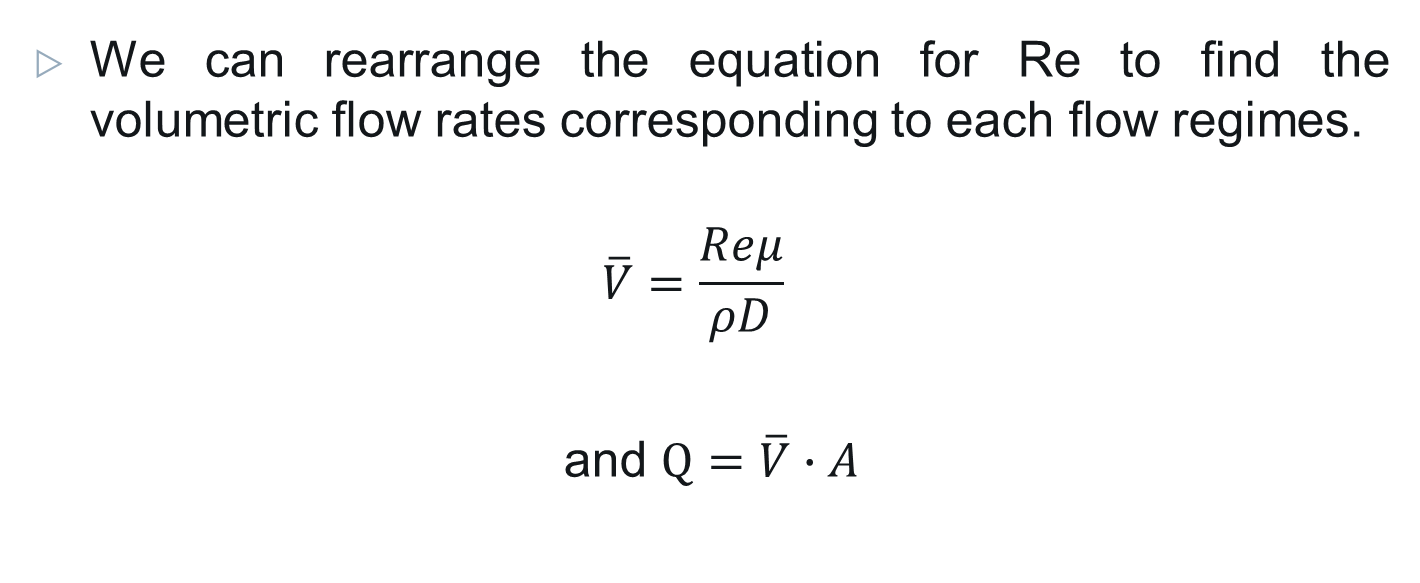 ▷ We can rearrange the equation for Re to find the
volumetric flow rates corresponding to each flow regimes.
V̄ = Reμ / ρD
and Q = V̄ · A